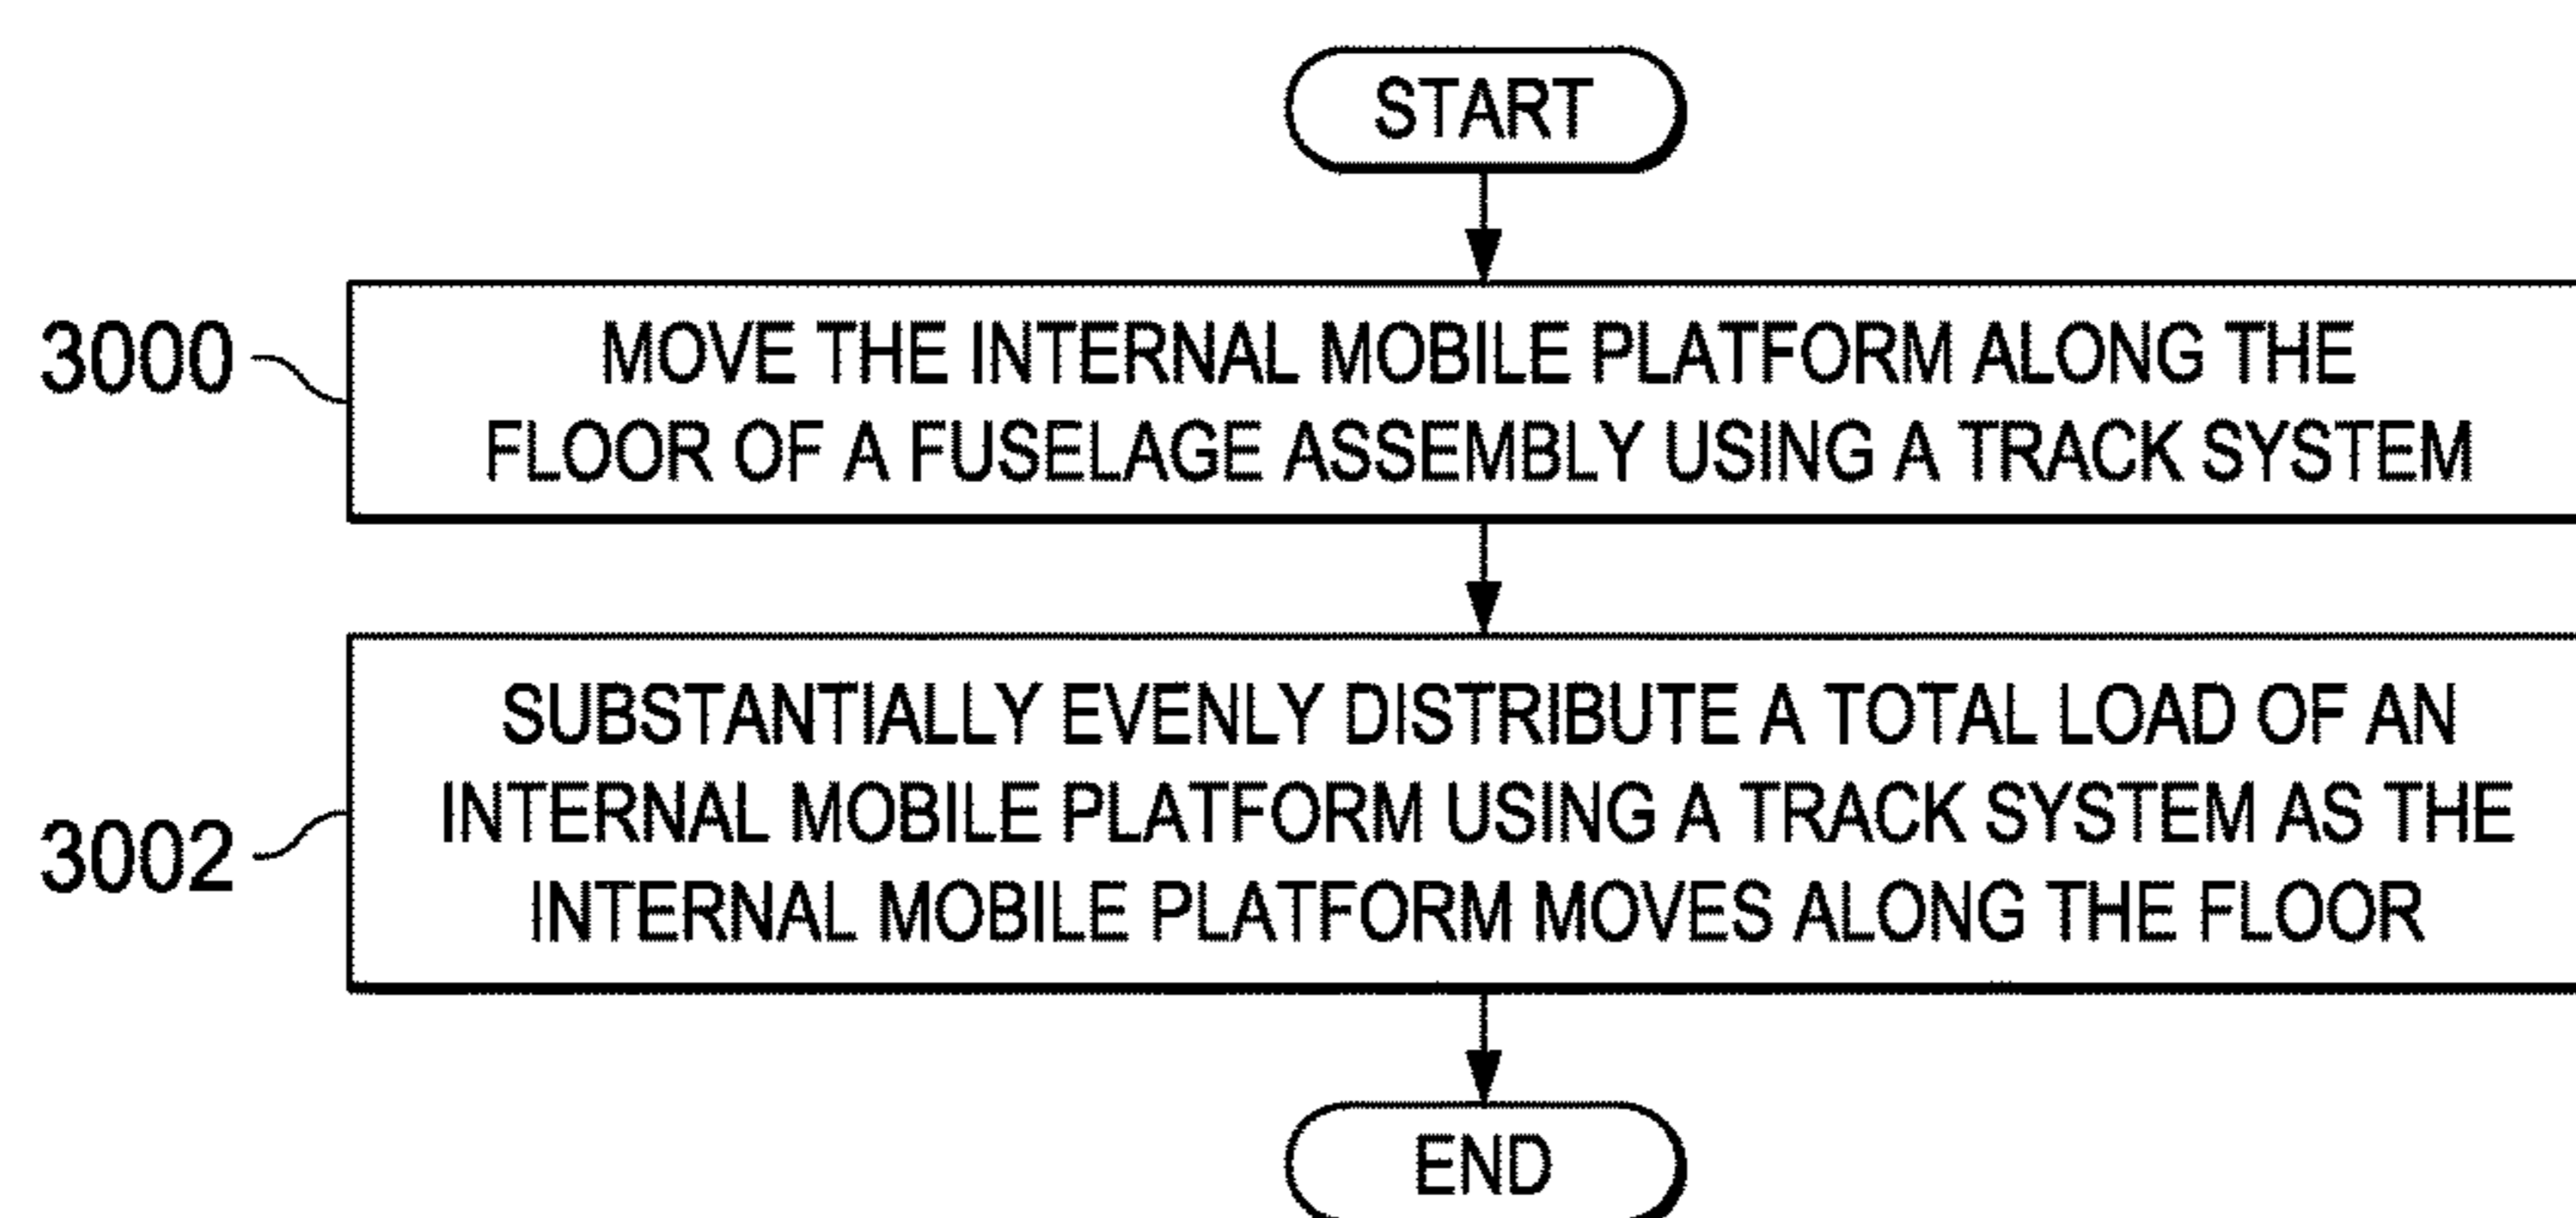 START
3000
MOVE THE INTERNAL MOBILE PLATFORM ALONG THE
FLOOR OF A FUSELAGE ASSEMBLY USING A TRACK SYSTEM
3002
SUBSTANTIALLY EVENLY DISTRIBUTE A TOTAL LOAD OF AN
INTERNAL MOBILE PLATFORM USING A TRACK SYSTEM AS THE
INTERNAL MOBILE PLATFORM MOVES ALONG THE FLOOR
END